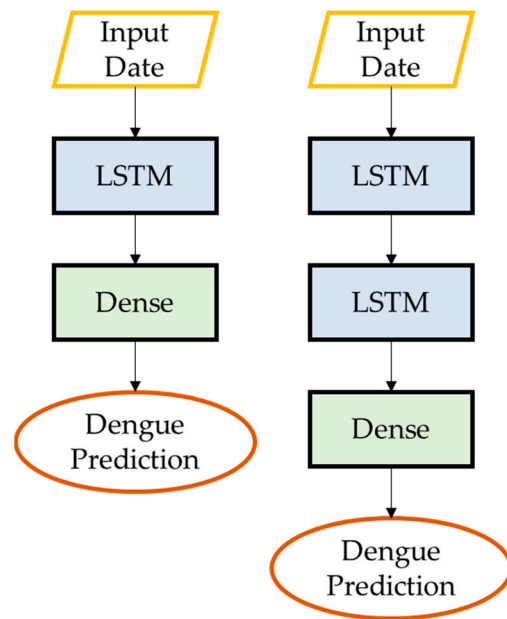 Input
Date
LSTM
Dense
Dengue
Prediction
Input
Date
LSTM
LSTM
Dense
Dengue
Prediction